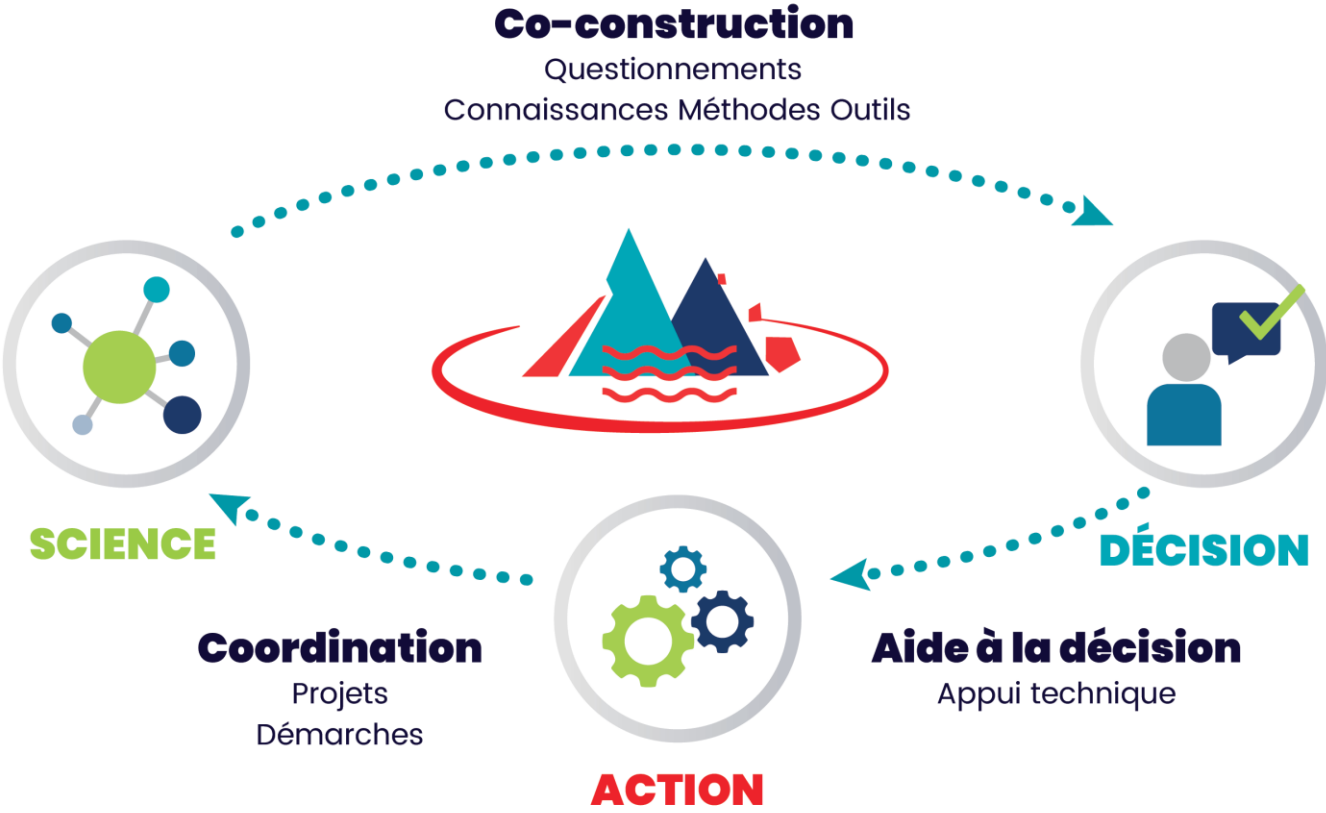 Co-construction
Questionnements
Connaissances Méthodes Outils
SCIENCE
DÉCISION
Coordination
Projets
Démarches
Aide à la décision
Appui technique
ACTION